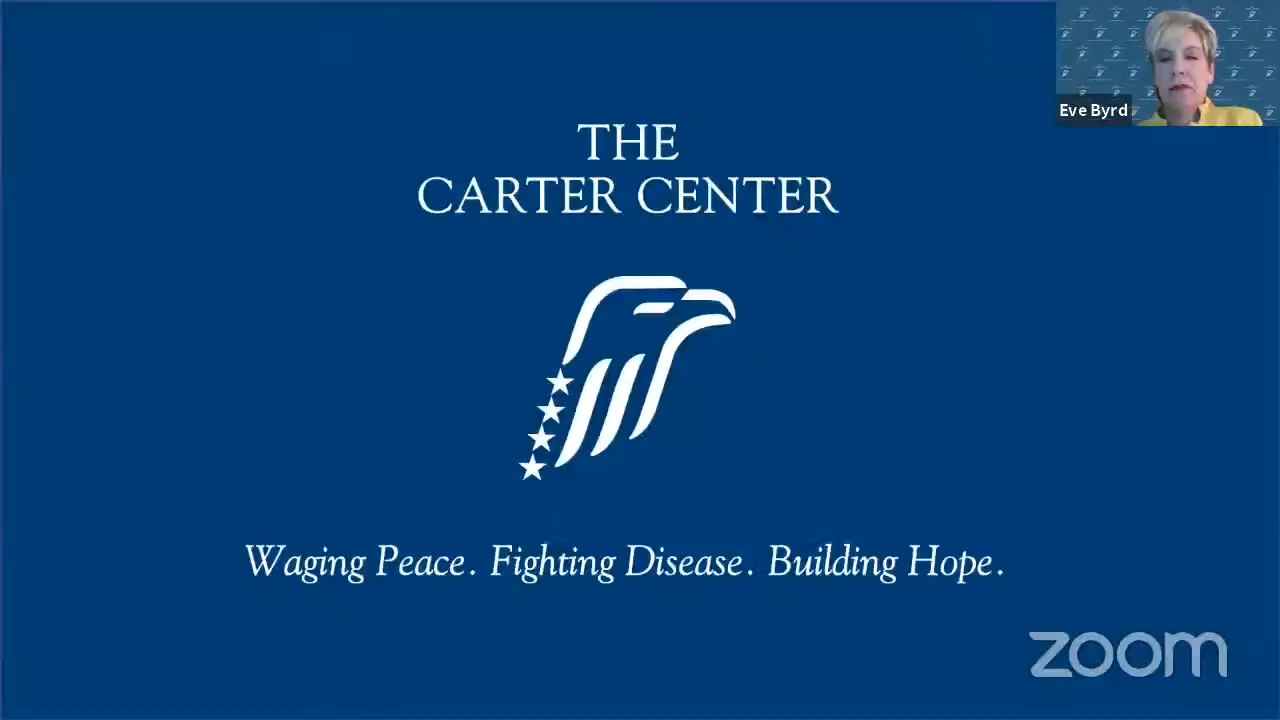 Eve Byrd
THE
CARTER CENTER
Waging Peace. Fighting Disease. Building Hope.
zoom